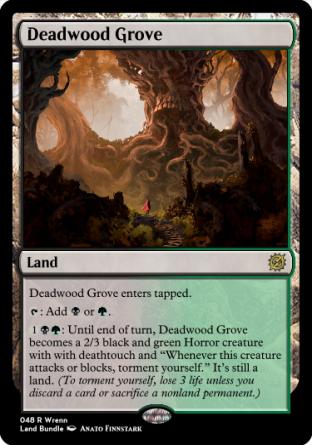 Deadwood Grove
Land
Deadwood Grove enters tapped.
: Add or .
1 : Until end of turn, Deadwood Grove
becomes a 2/3 black and green Horror creature
with with deathtouch and “Whenever this creature
attacks or blocks, torment yourself.” It’s still a
land. (To torment yourself, lose 3 life unless you
discard a card or sacrifice a nonland permanent.)
048 R Wrenn
Land Bundle Anato Finnstark